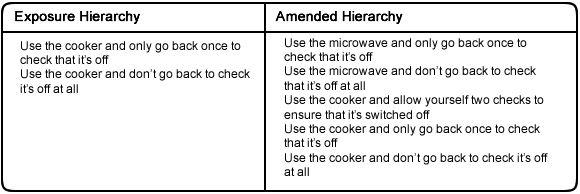 Exposure Hierarchy
Use the cooker and only go back once to
check that it's off
Use the cooker and don't go back to check
it's off at all
Amended Hierarchy
Use the microwave and only go back once to
check that it's off
Use the microwave and don't go back to check
that it's off at all
Use the cooker and allow yourself two checks to
ensure that it's switched off
Use the cooker and only go back once to check
that it's off
Use the cooker and don't go back to check it's off
at all